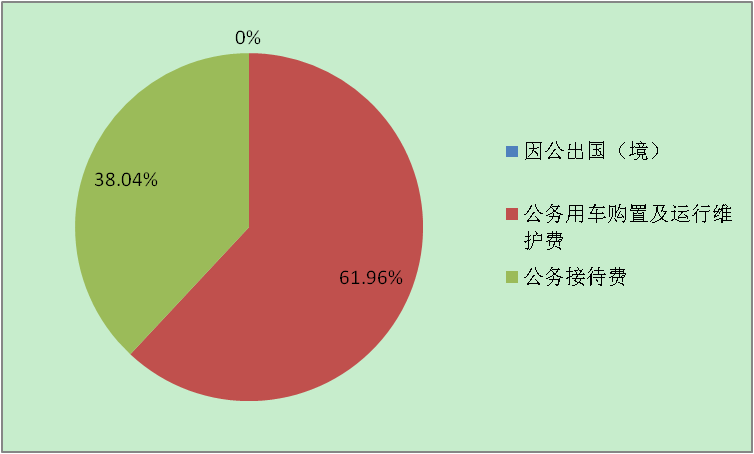 0%
38.04%
61.96%
因公出国（境）
公务用车购置及运行维
护费
公务接待费